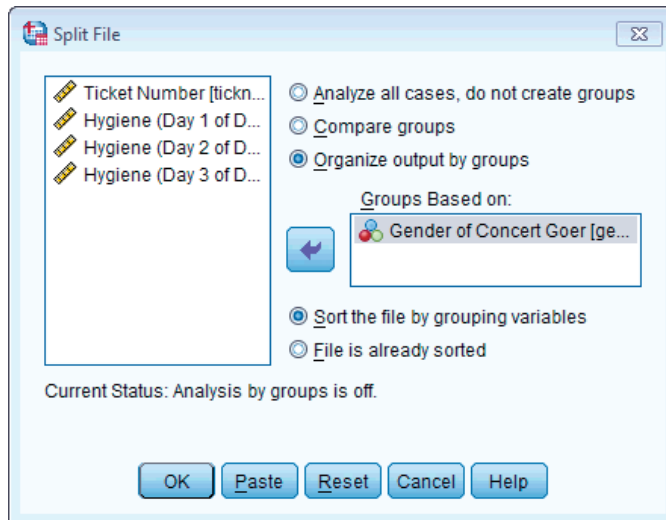 Split File
Ticket Number [tickn...
Hygiene (Day 1 of D...
Hygiene (Day 2 of D...
Hygiene (Day 3 of D...
Analyze all cases, do not create groups
Compare groups
Organize output by groups
Groups Based on:
Gender of Concert Goer [ge...
Sort the file by grouping variables
File is already sorted
Current Status: Analysis by groups is off.
OK Paste Reset Cancel Help